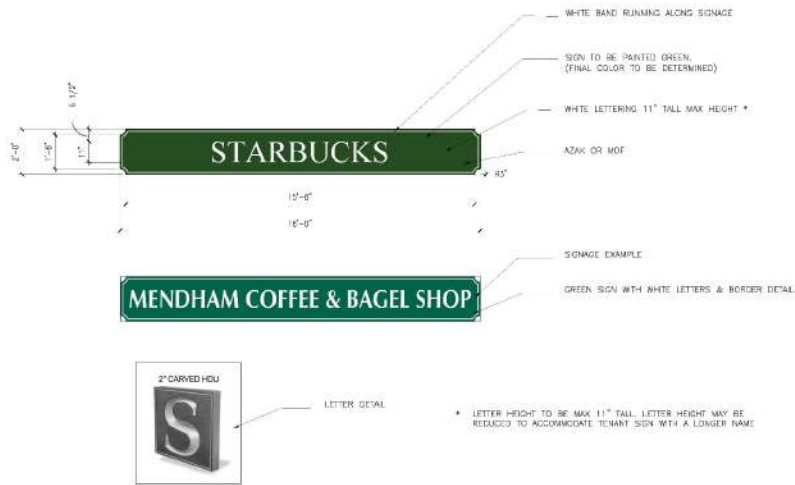 WHITE BAND RUNNING ALONG SIGNAGE
SIGN TO BE PAINTED GREEN.
(FINAL COLOR TO BE DETERMINED)
WHITE LETTERING 11" TALL MAX HEIGHT *
AZAK OR MDF
6 1/2"
2'-0"
1'-6"
11"
STARBUCKS
R3"
15'-6"
16'-0"
SIGNAGE EXAMPLE
GREEN SIGN WITH WHITE LETTERS & BORDER DETAIL
MENDHAM COFFEE & BAGEL SHOP
2" CARVED HDU
S
LETTER DETAIL
* LETTER HEIGHT TO BE MAX 11" TALL. LETTER HEIGHT MAY BE
REDUCED TO ACCOMMODATE TENANT SIGN WITH A LONGER NAME